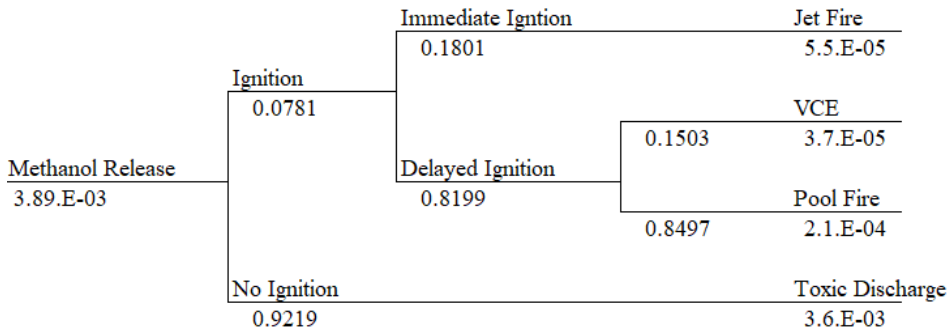 Immediate Igntion Jet Fire
0.1801 5.5.E-05
Ignition
0.0781
VCE
0.1503 3.7.E-05
Methanol Release Delayed Ignition
3.89.E-03 0.8199
Pool Fire
0.8497 2.1.E-04
No Ignition Toxic Discharge
0.9219 3.6.E-03